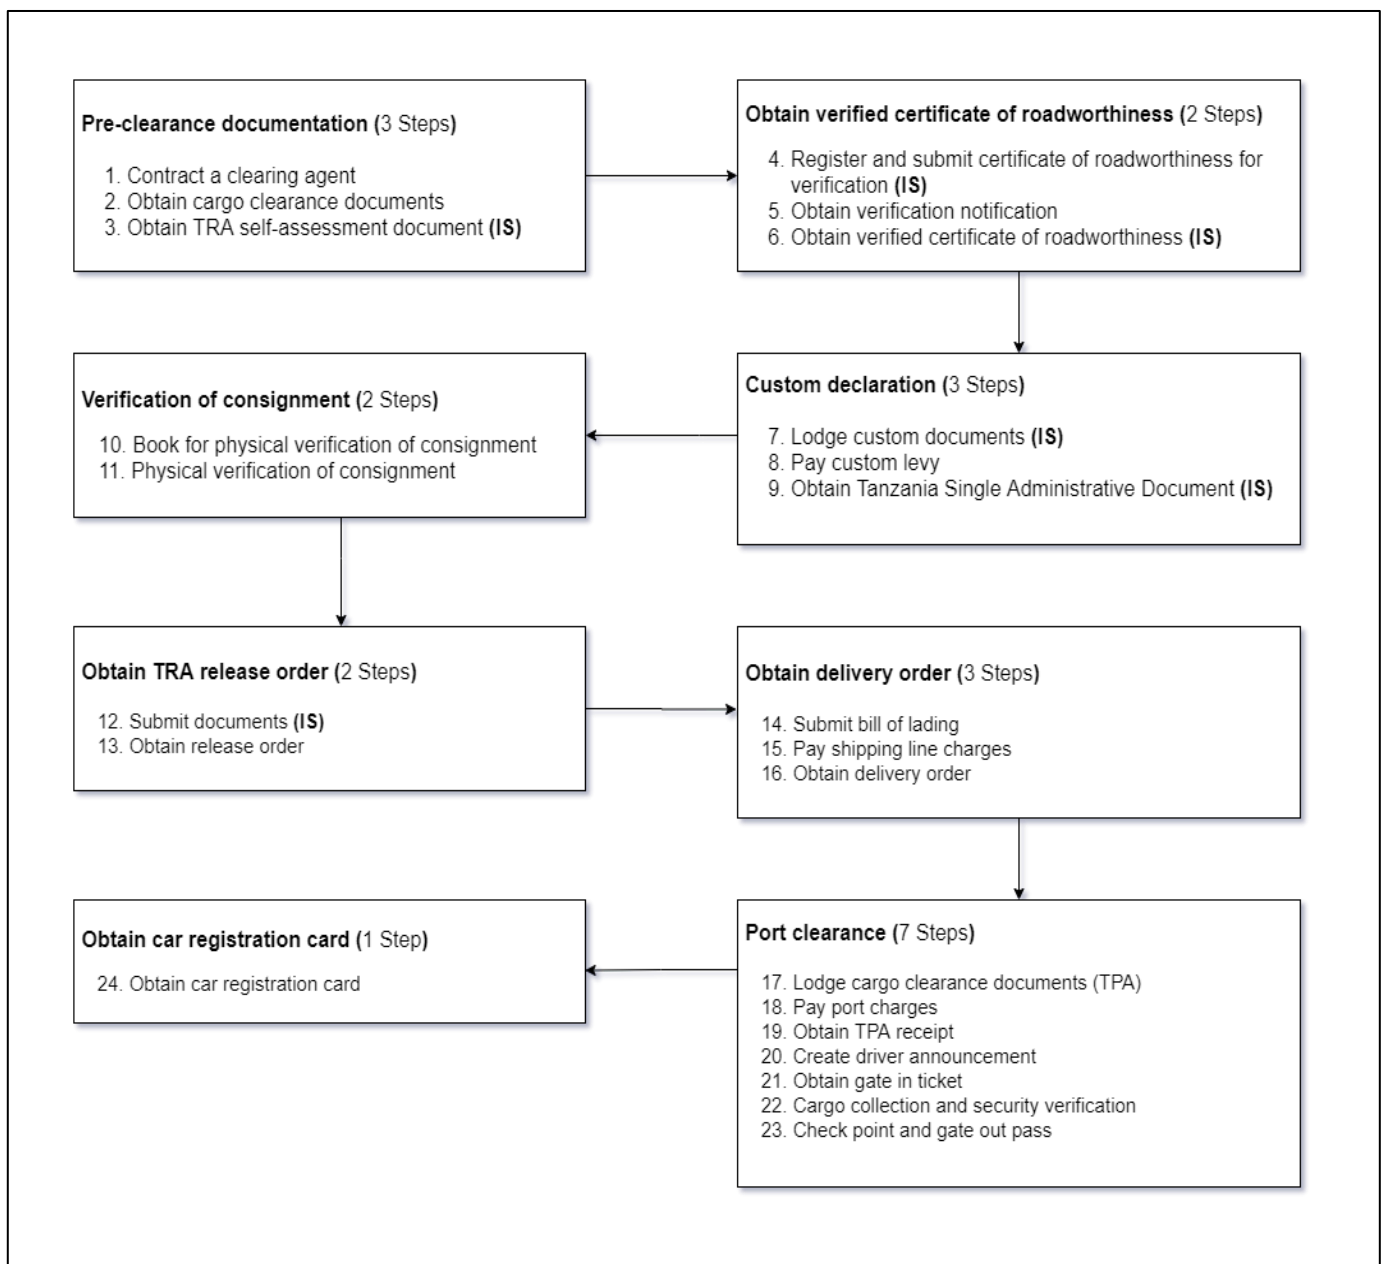 Pre-clearance documentation (3 Steps)
1. Contract a clearing agent
2. Obtain cargo clearance documents
3. Obtain TRA self-assessment document (IS)
Obtain verified certificate of roadworthiness (2 Steps)
4. Register and submit certificate of roadworthiness for
verification (IS)
5. Obtain verification notification
6. Obtain verified certificate of roadworthiness (IS)
Custom declaration (3 Steps)
7. Lodge custom documents (IS)
8. Pay custom levy
9. Obtain Tanzania Single Administrative Document (IS)
Verification of consignment (2 Steps)
10. Book for physical verification of consignment
11. Physical verification of consignment
Obtain TRA release order (2 Steps)
12. Submit documents (IS)
13. Obtain release order
Obtain delivery order (3 Steps)
14. Submit bill of lading
15. Pay shipping line charges
16. Obtain delivery order
Port clearance (7 Steps)
17. Lodge cargo clearance documents (TPA)
18. Pay port charges
19. Obtain TPA receipt
20. Create driver announcement
21. Obtain gate in ticket
22. Cargo collection and security verification
23. Check point and gate out pass
Obtain car registration card (1 Step)
24. Obtain car registration card